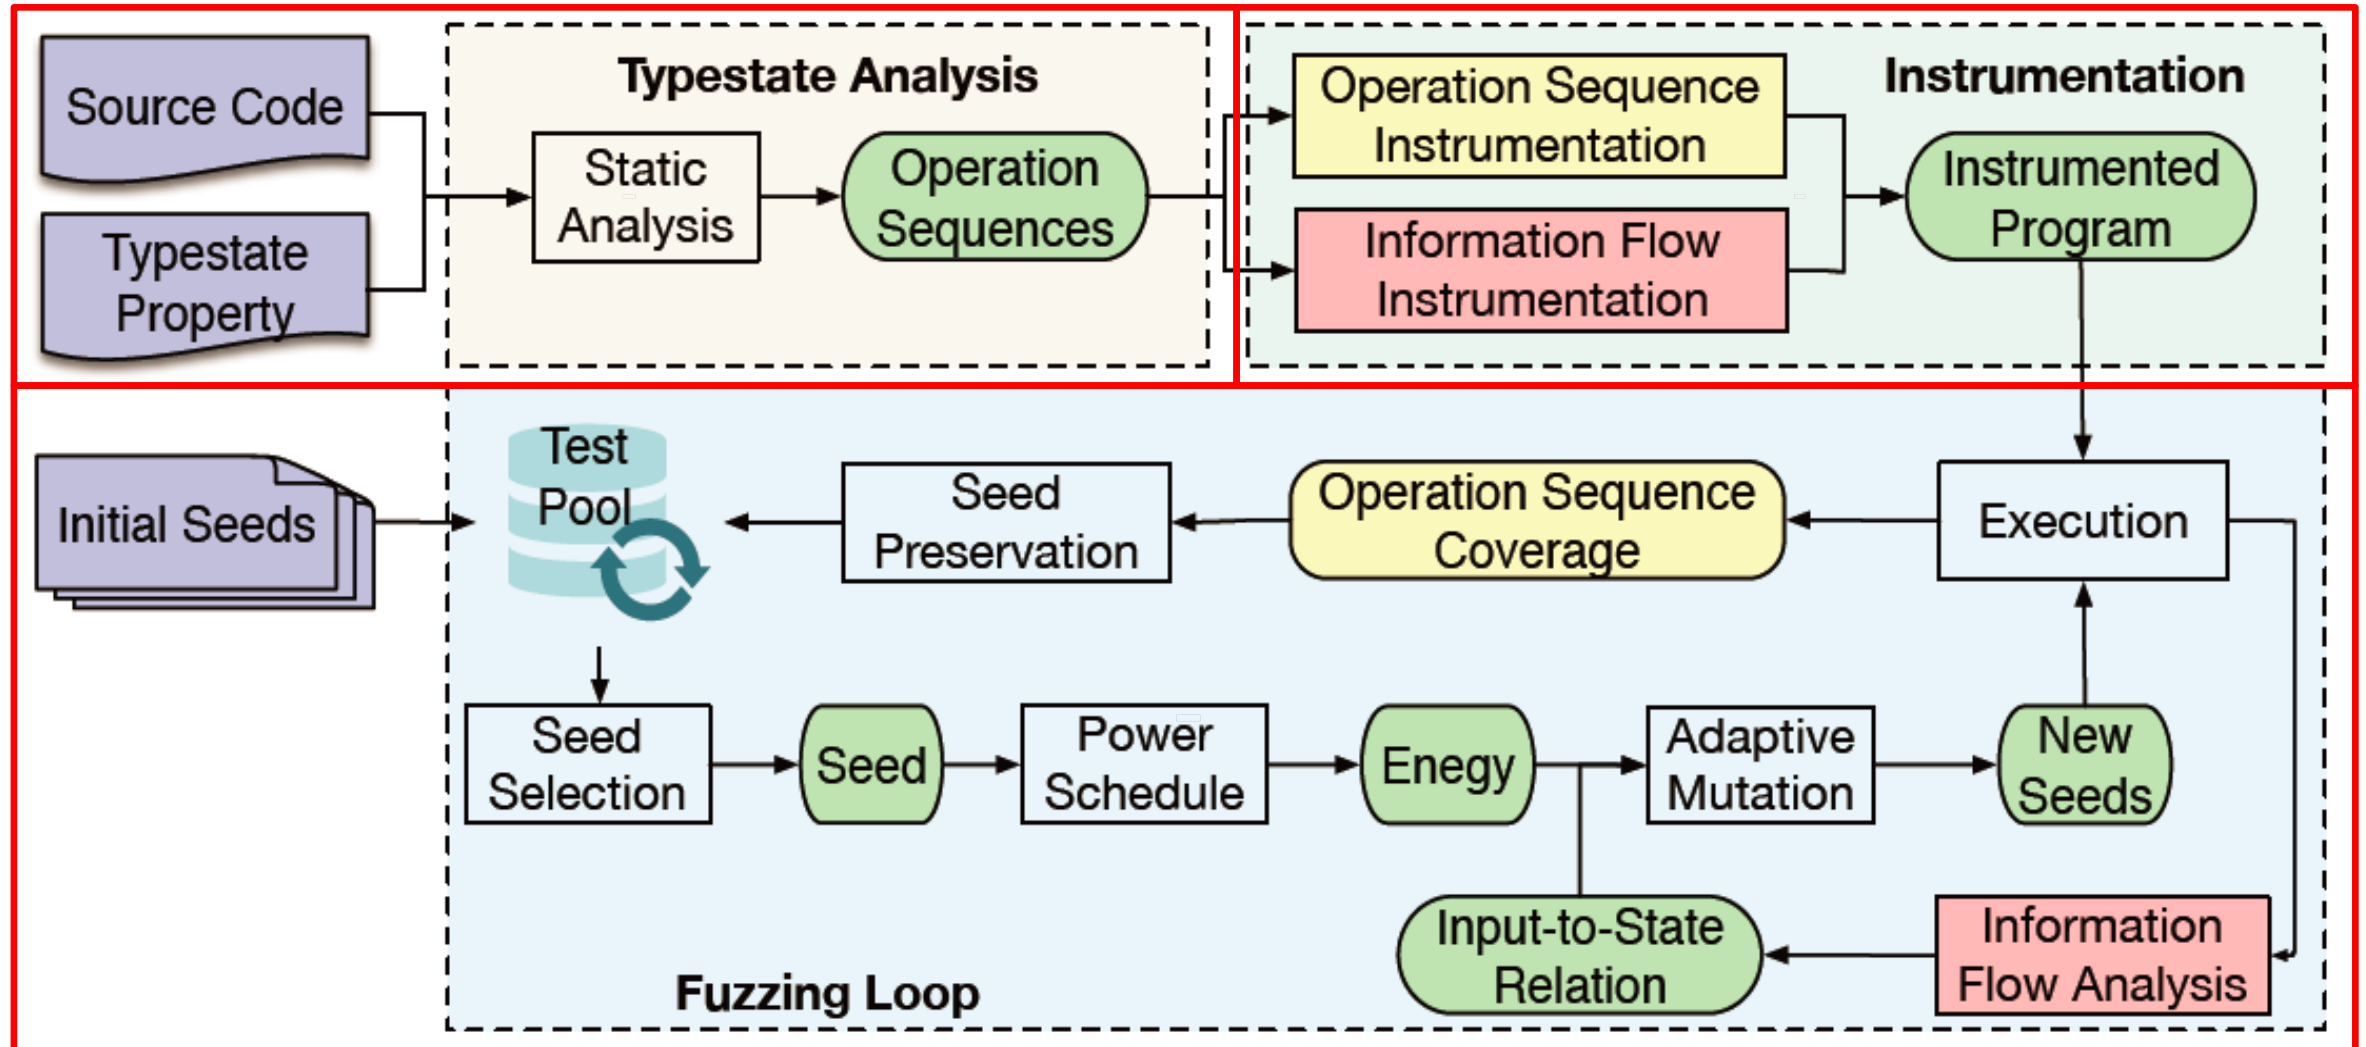 Source Code
Typestate
Property
Typestate Analysis
Static
Analysis
Operation
Sequences
Operation Sequence
Instrumentation
Information Flow
Instrumentation
Instrumentation
Instrumented
Program
Initial Seeds
Test
Pool
Seed
Preservation
Operation Sequence
Coverage
Execution
Seed
Selection
Seed
Power
Schedule
Enegy
Adaptive
Mutation
New
Seeds
Input-to-State
Relation
Information
Flow Analysis
Fuzzing Loop